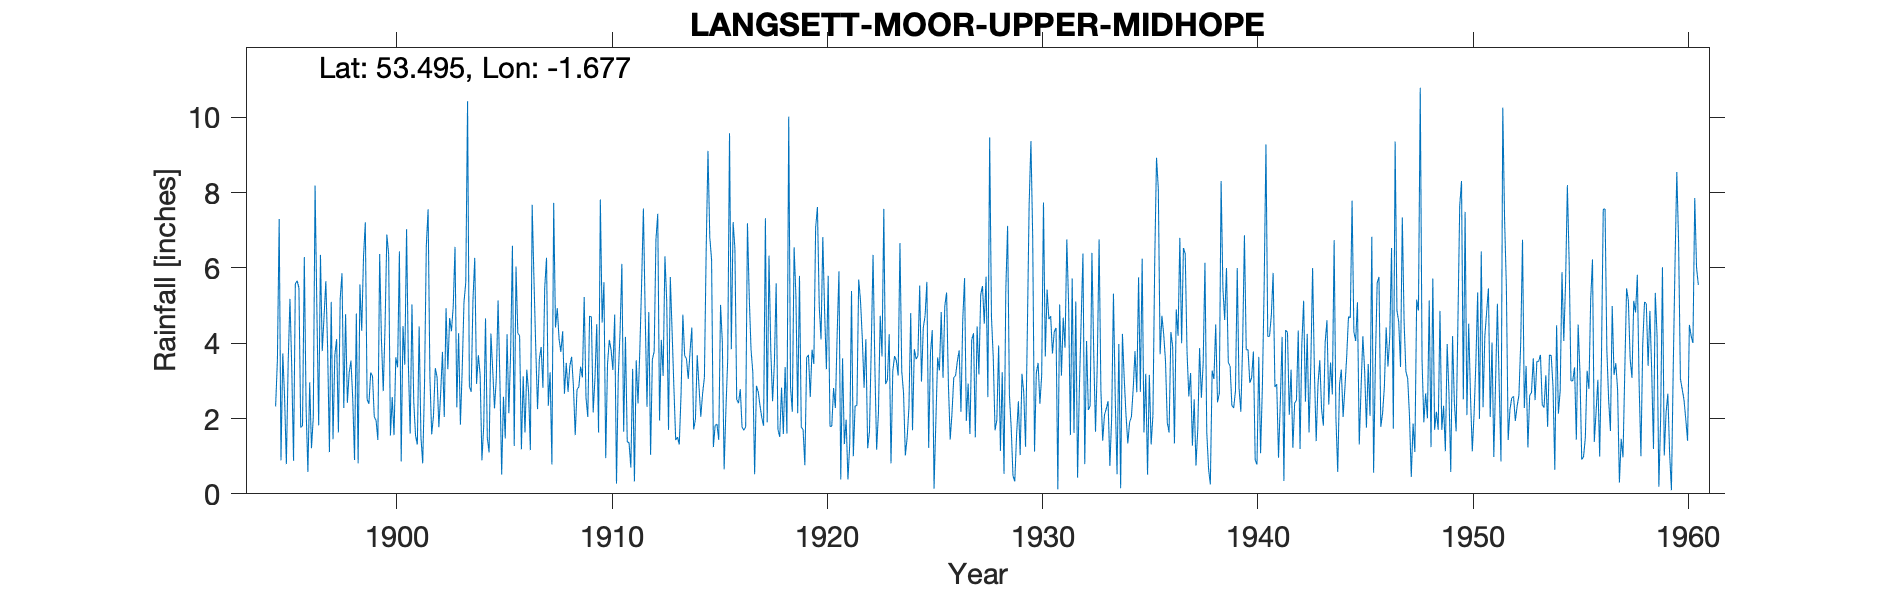 LANGSETT-MOOR-UPPER-MIDHOPE
Lat: 53.495, Lon: -1.677
Rainfall [inches]
10
8
6
4
2
0
1900 1910 1920 1930 1940 1950 1960
Year